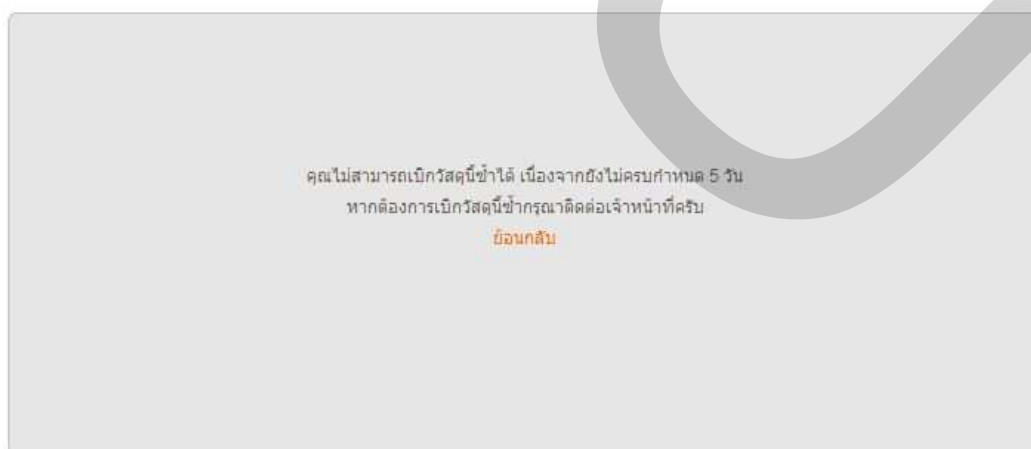 คุณไม่สามารถเบิกวัสดุนี้ซ้ำได้ เนื่องจากยังไม่ครบกำหนด 5 วัน
หากต้องการเบิกวัสดุนี้ซ้ำกรุณาติดต่อเจ้าหน้าที่ครับ
ย้อนกลับ